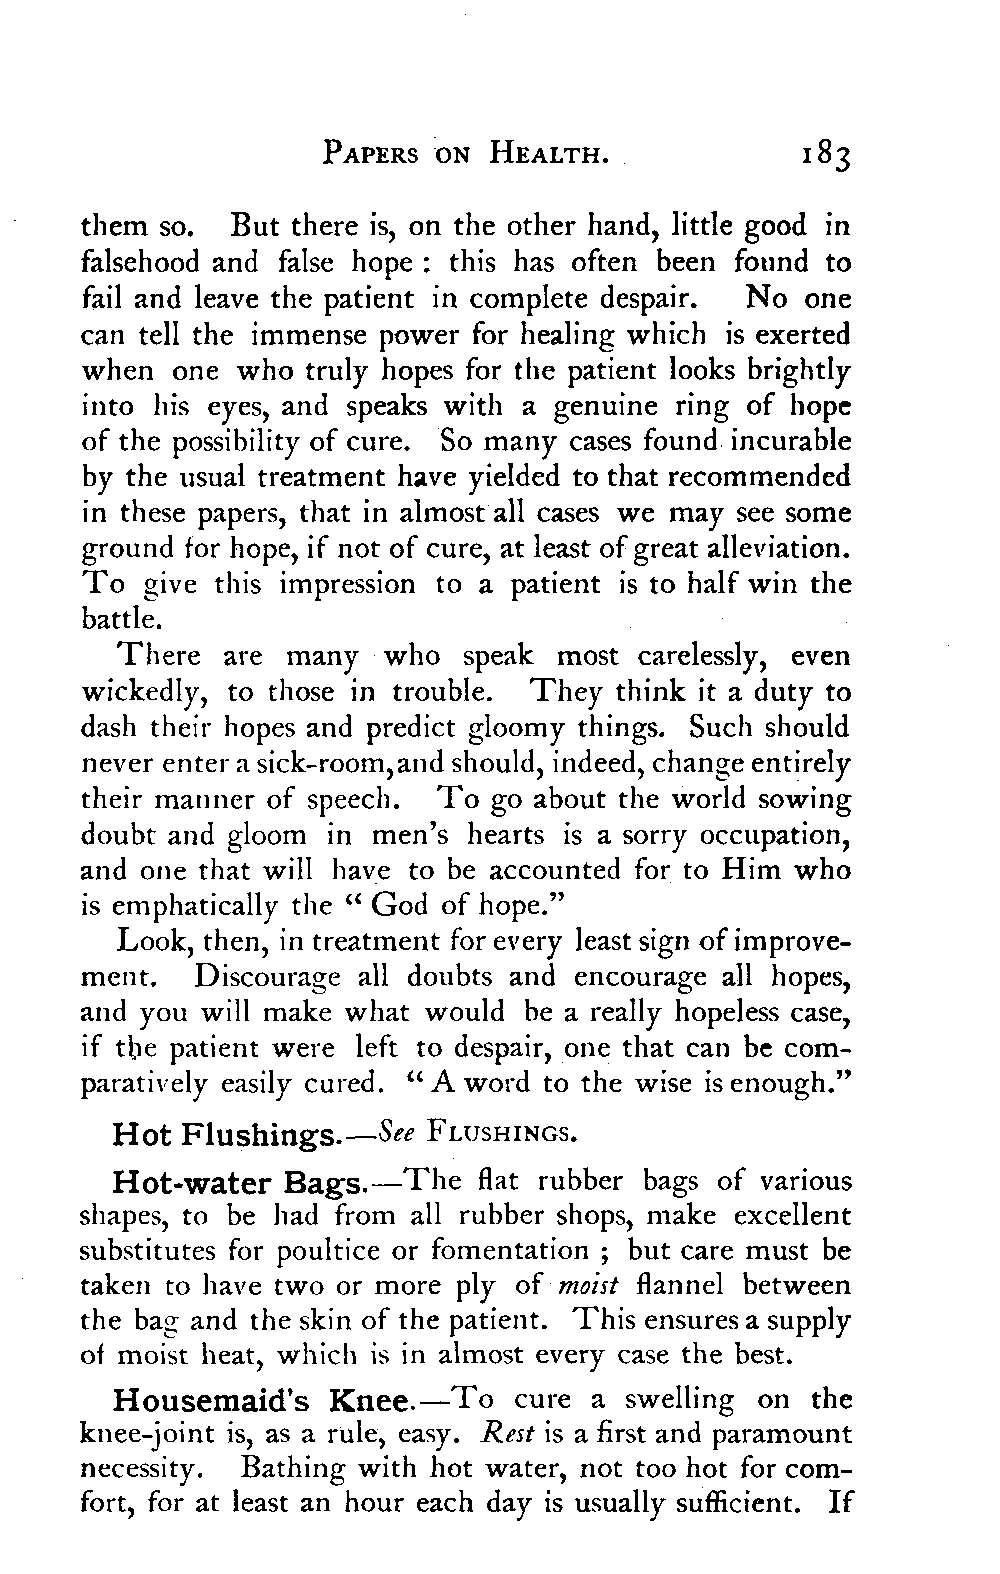 PAPERS ON HEALTH. 183
them so. But there is, on the other hand, little good in
falsehood and false hope : this has often been found to
fail and leave the patient in complete despair. No one
can tell the immense power for healing which is exerted
when one who truly hopes for the patient looks brightly
into his eyes, and speaks with a genuine ring of hope
of the possibility of cure. So many cases found incurable
by the usual treatment have yielded to that recommended
in these papers, that in almost all cases we may see some
ground for hope, if not of cure, at least of great alleviation.
To give this impression to a patient is to half win the
battle.
There are many who speak most carelessly, even
wickedly, to those in trouble. They think it a duty to
dash their hopes and predict gloomy things. Such should
never enter a sick-room, and should, indeed, change entirely
their manner of speech. To go about the world sowing
doubt and gloom in men's hearts is a sorry occupation,
and one that will have to be accounted for to Him who
is emphatically the “ God of hope.”
Look, then, in treatment for every least sign of improve-
ment. Discourage all doubts and encourage all hopes,
and you will make what would be a really hopeless case,
if the patient were left to despair, one that can be com-
paratively easily cured. “ A word to the wise is enough.”
Hot Flushings.—See FLUSHINGS.
Hot-water Bags.—The flat rubber bags of various
shapes, to be had from all rubber shops, make excellent
substitutes for poultice or fomentation ; but care must be
taken to have two or more ply of moist flannel between
the bag and the skin of the patient. This ensures a supply
of moist heat, which is in almost every case the best.
Housemaid's Knee.—To cure a swelling on the
knee-joint is, as a rule, easy. Rest is a first and paramount
necessity. Bathing with hot water, not too hot for com-
fort, for at least an hour each day is usually sufficient. If